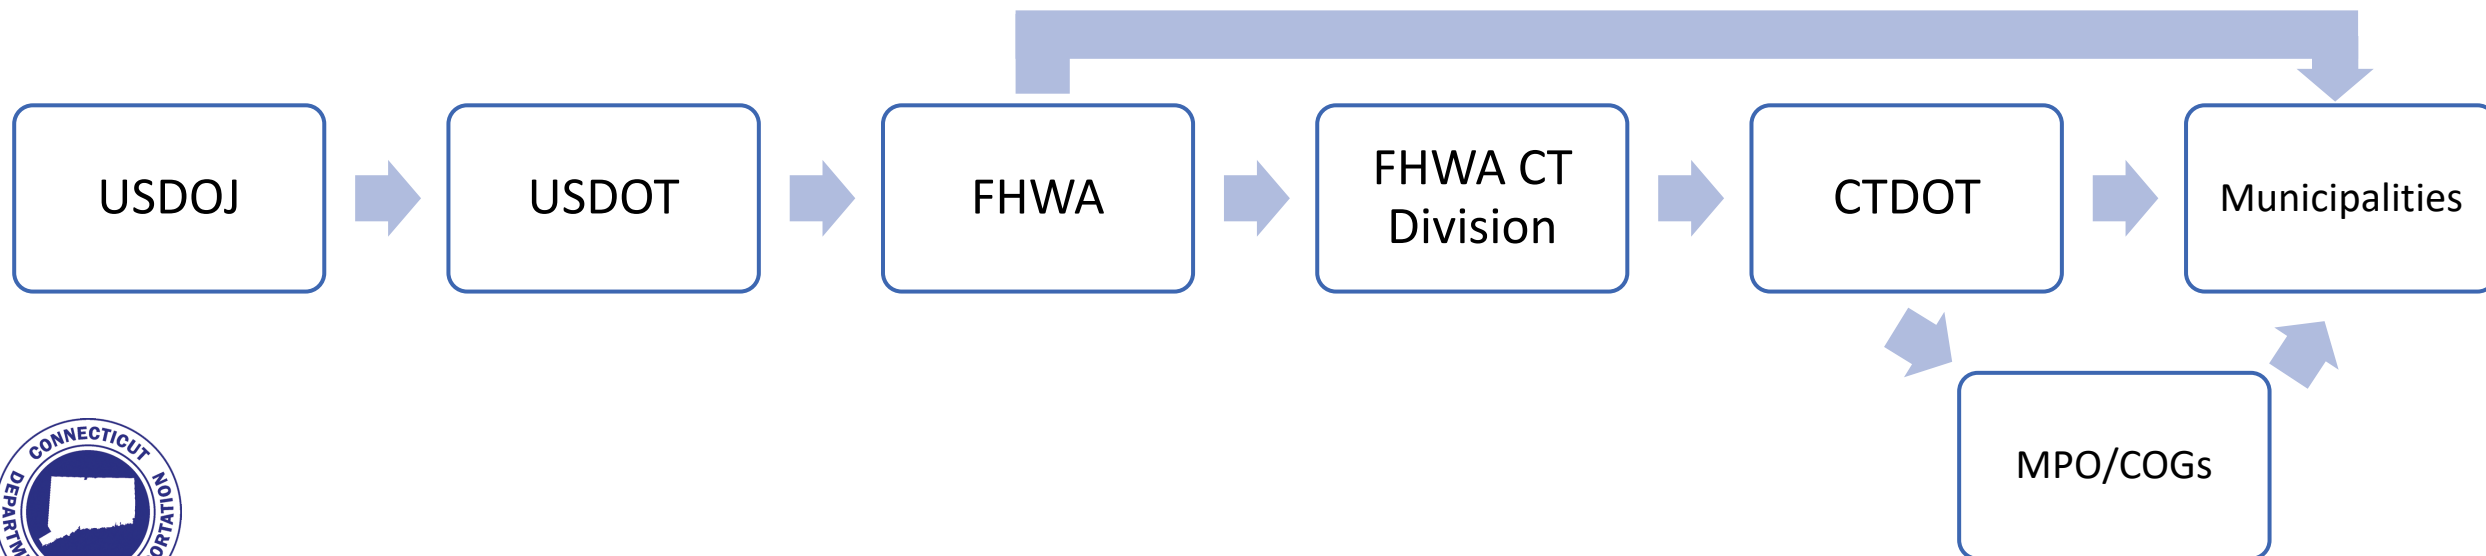 USDOJ
USDOT
FHWA
FHWA CT
Division
CTDOT
Municipalities
MPO/COGs
CONNECTICUT